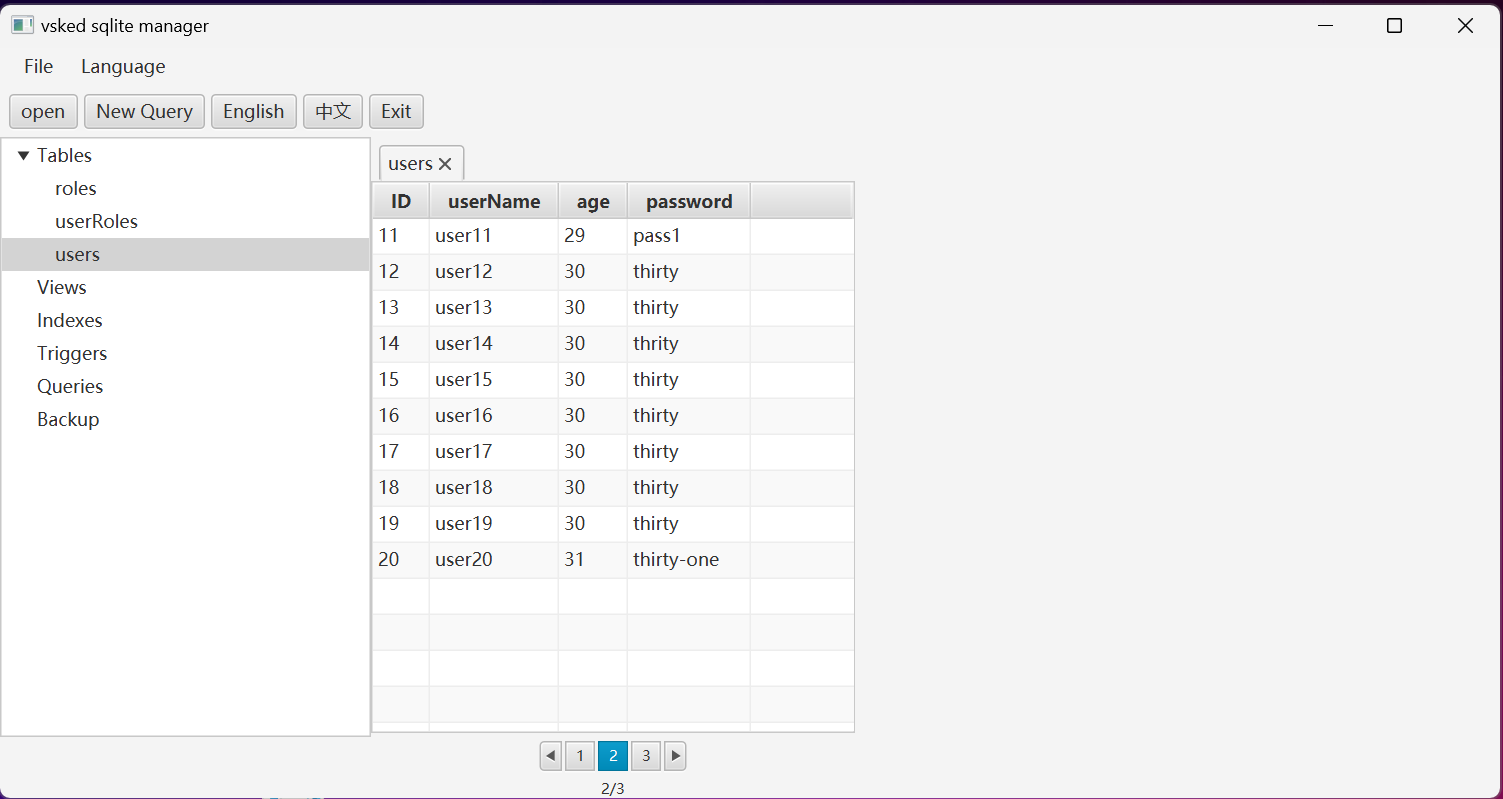 vsked sqlite manager
File Language
open New Query English 中文 Exit
Tables
roles
userRoles
users
Views
Indexes
Triggers
Queries
Backup
users
ID userName age password
11 user11 29 pass1
12 user12 30 thirty
13 user13 30 thirty
14 user14 30 thrity
15 user15 30 thirty
16 user16 30 thirty
17 user17 30 thirty
18 user18 30 thirty
19 user19 30 thirty
20 user20 31 thirty-one
1 2 3
2/3